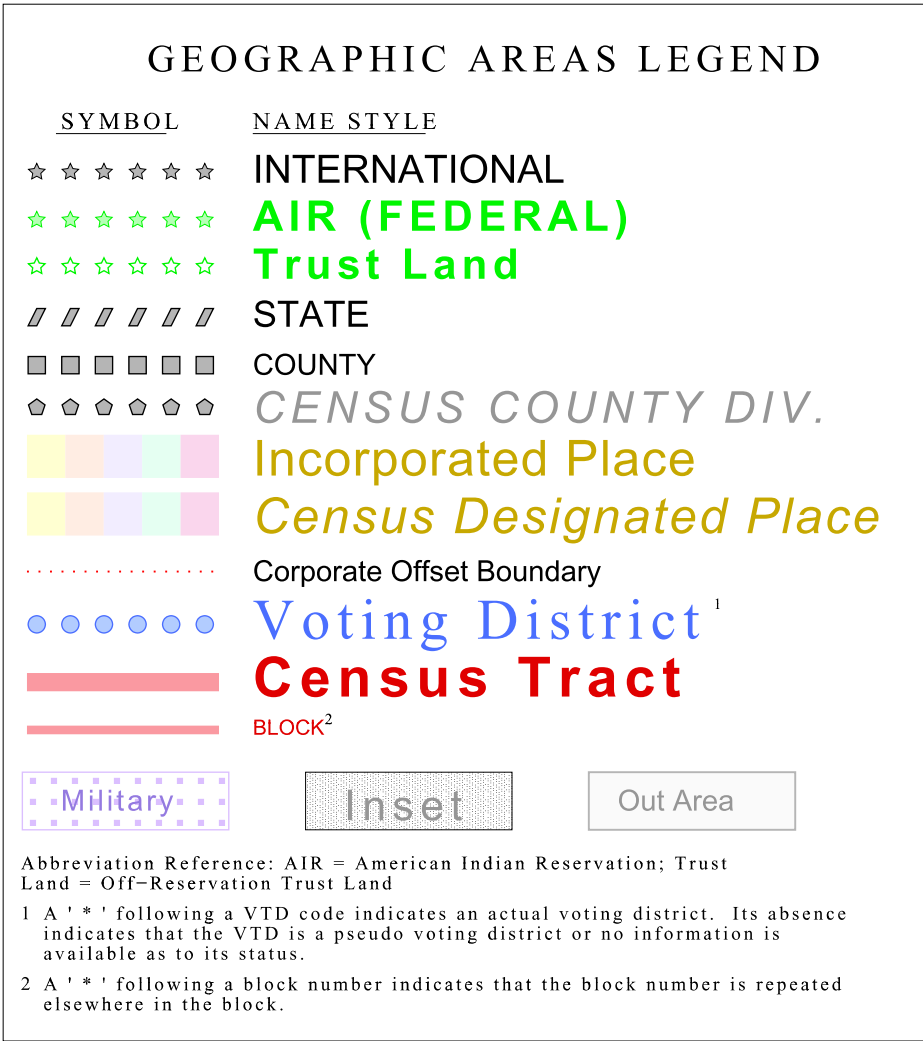 GEOGRAPHIC AREAS LEGEND
SYMBOL NAME STYLE
INTERNATIONAL
AIR (FEDERAL)
Trust Land
STATE
COUNTY
CENSUS COUNTY DIV.
Incorporated Place
Census Designated Place
Corporate Offset Boundary
Voting District 1
Census Tract
BLOCK2
Military Inset Out Area
Abbreviation Reference: AIR = American Indian Reservation; Trust
Land = Off−Reservation Trust Land
1 A ' * ' following a VTD code indicates an actual voting district. Its absence
indicates that the VTD is a pseudo voting district or no information is
available as to its status.
2 A ' * ' following a block number indicates that the block number is repeated
elsewhere in the block.